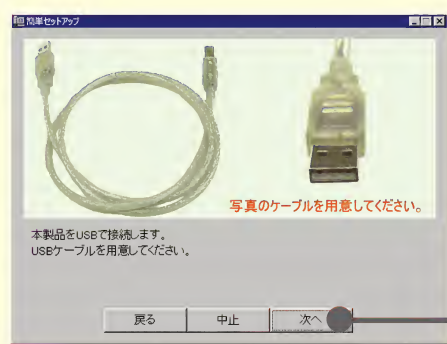 簡単セットアップ
写真のケーブルを用意してください。
本製品をUSBで接続します。
USBケーブルを用意してください。
戻る
中止
次へ